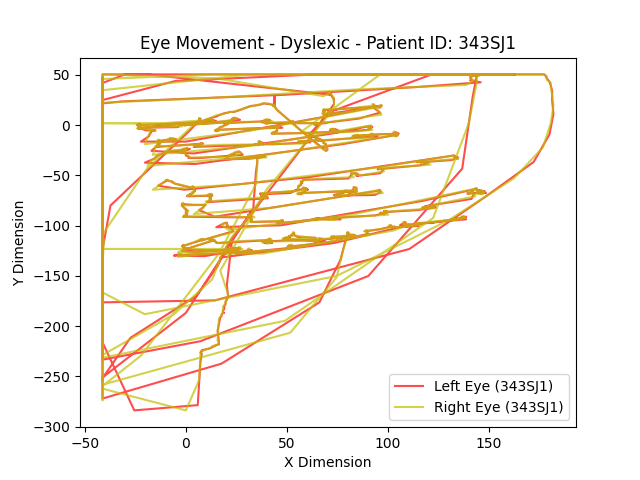 Eye Movement - Dyslexic - Patient ID: 343SJ1
Y Dimension
50
0
−50
−100
−150
−200
−250
−300
−50
0
50
100
150
X Dimension
Left Eye (343SJ1)
Right Eye (343SJ1)